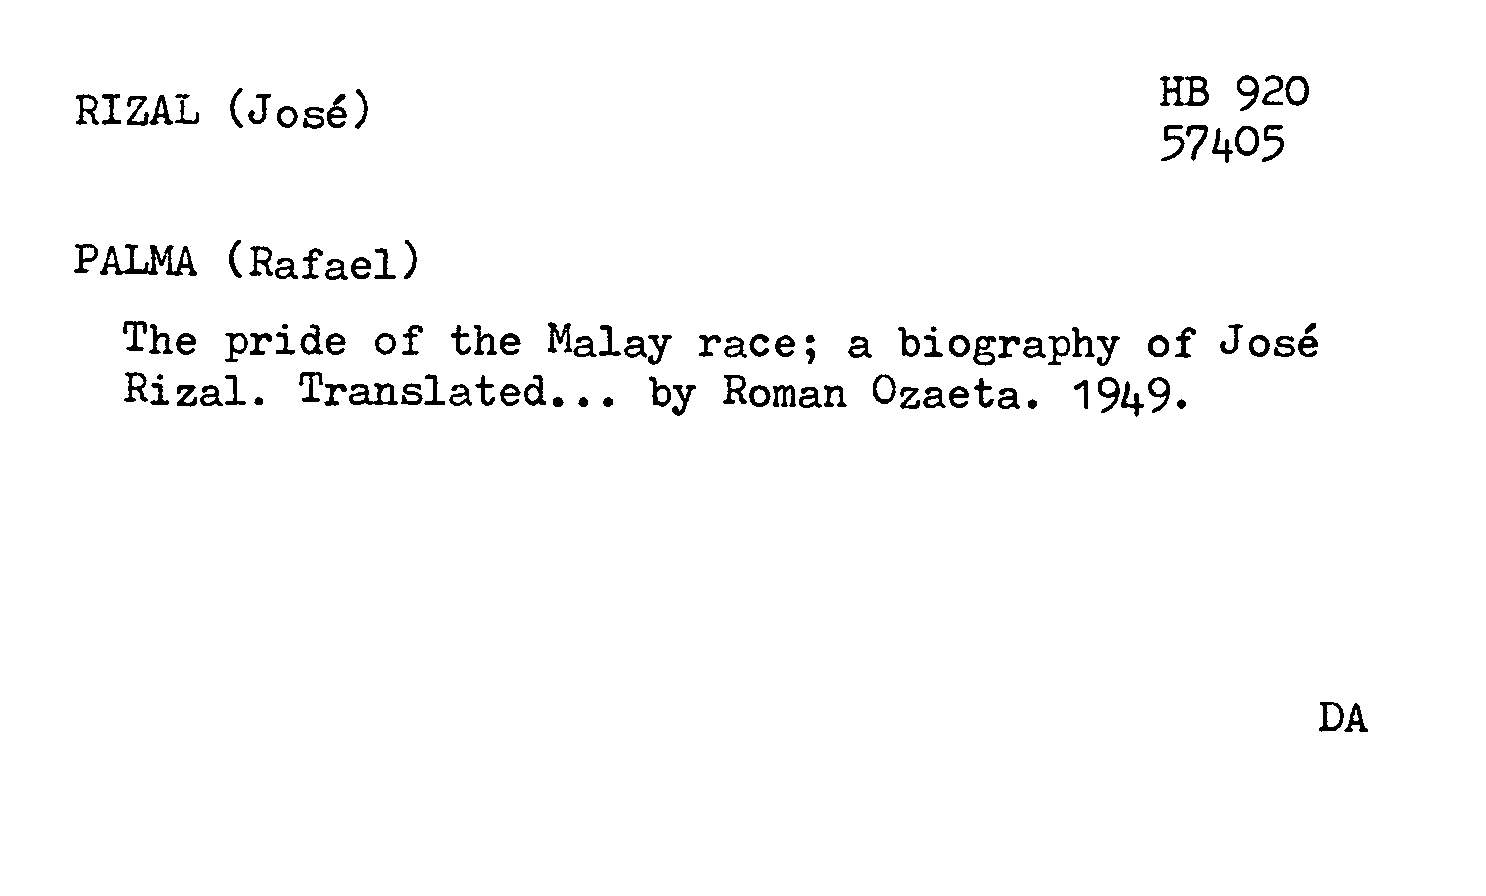 RIZAL (José)
HB 920
57405
PALMA (Rafael)
The pride of the Malay race; a biography of José
Rizal. Translated... by Roman Ozaeta. 1949.
DA